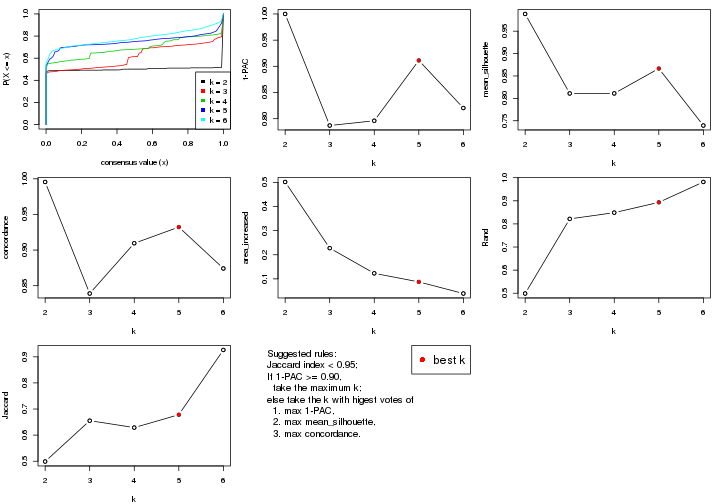 P(X <= x)
0.0 0.2 0.4 0.6 0.8 1.0
0.0 0.2 0.4 0.6 0.8 1.0
consensus value (x)
k = 2
k = 3
k = 4
k = 5
k = 6
1-PAC
0.80 0.85 0.90 0.95 1.00
2 3 4 5 6
k
mean_silhouette
0.75 0.80 0.85 0.90 0.95
2 3 4 5 6
k
concordance
0.85 0.90 0.95 1.00
2 3 4 5 6
k
area_increased
0.1 0.2 0.3 0.4 0.5
2 3 4 5 6
k
Rand
0.5 0.6 0.7 0.8 0.9 1.0
2 3 4 5 6
k
Jaccard
0.5 0.6 0.7 0.8 0.9
2 3 4 5 6
k
Suggested rules:
Jaccard index < 0.95;
If 1-PAC >= 0.90,
take the maximum k;
else take the k with higest votes of
1. max 1-PAC,
2. max mean_silhouette,
3. max concordance.
best k